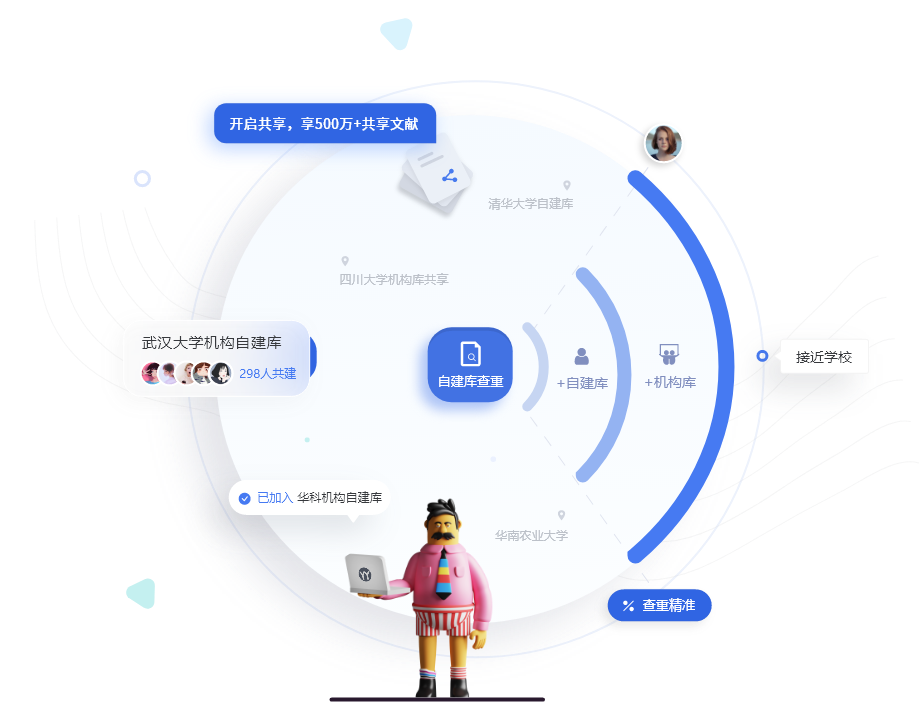 开启共享，享500万+共享文献
清华大学自建库
四川大学机构库共享
武汉大学机构自建库
298人共建
自建库查重
+自建库
+机构库
接近学校
已加入 华科机构自建库
华南农业大学
查重精准